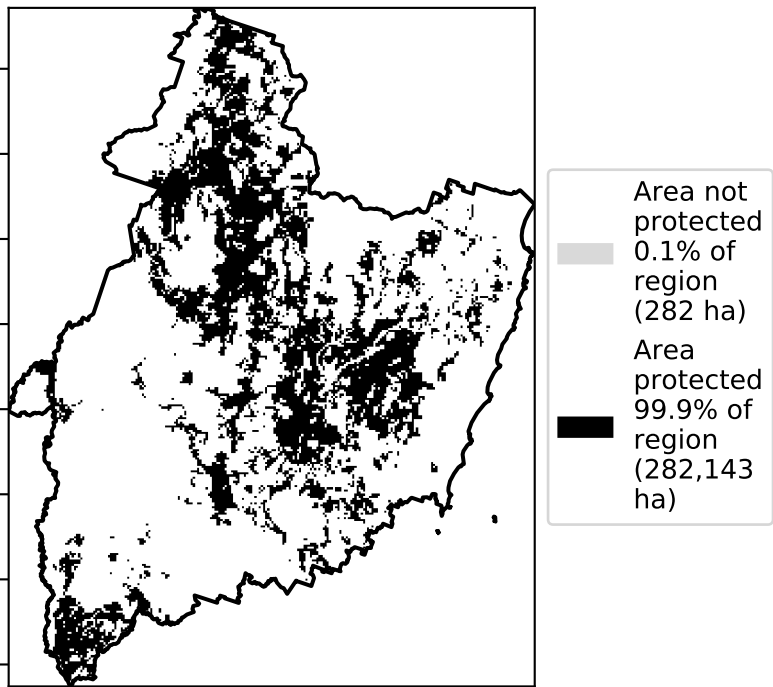 Area not
protected
0.1% of
region
(282 ha)
Area
protected
99.9% of
region
(282,143
ha)